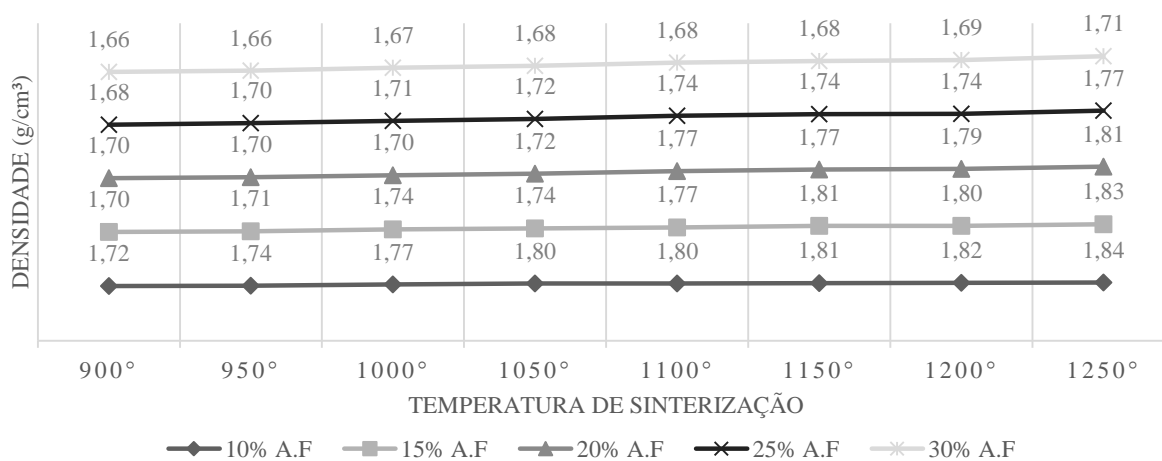 1,66 1,66 1,67 1,68 1,68 1,68 1,69 1,71
1,68 1,70 1,71 1,72 1,74 1,74 1,74 1,77
1,70 1,70 1,70 1,72 1,77 1,77 1,79 1,81
1,70 1,71 1,74 1,74 1,77 1,81 1,80 1,83
1,72 1,74 1,77 1,80 1,80 1,81 1,82 1,84
DENSIDADE (g/cm³)
900° 950° 1000° 1050° 1100° 1150° 1200° 1250°
TEMPERATURA DE SINTERIZAÇÃO
10% A.F 15% A.F 20% A.F 25% A.F 30% A.F